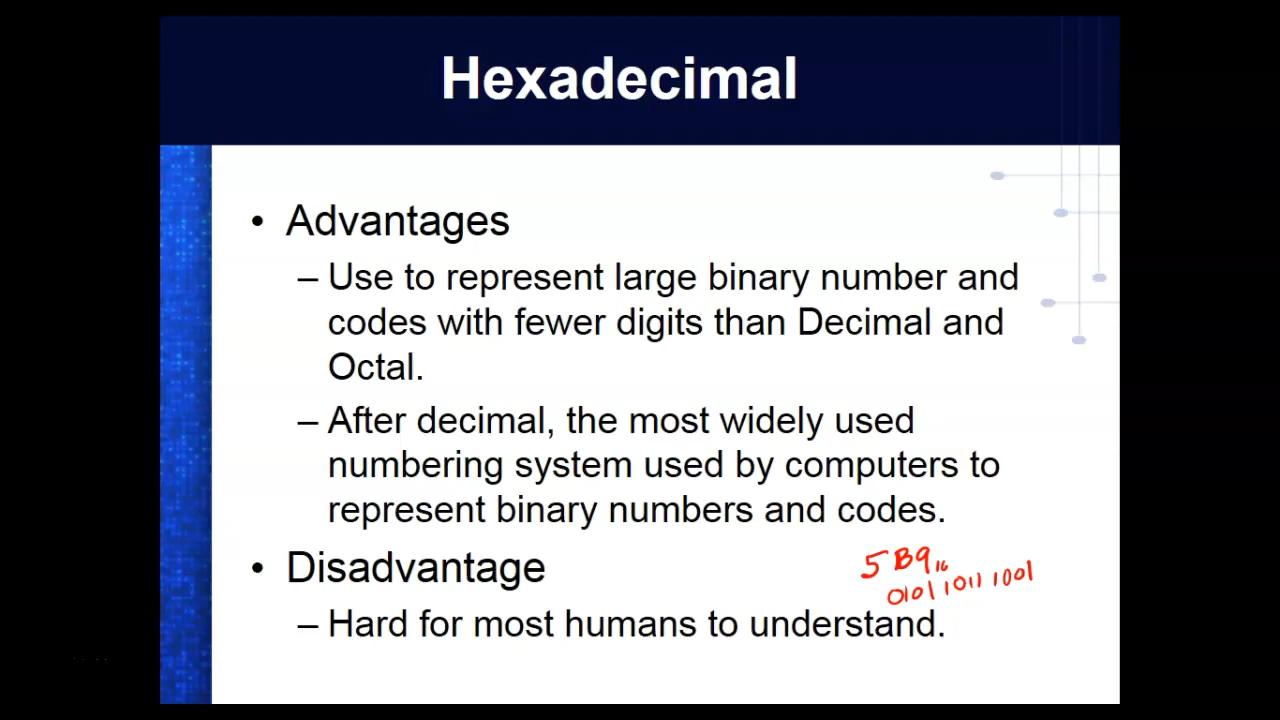 Hexadecimal
• Advantages
– Use to represent large binary number and
codes with fewer digits than Decimal and
Octal.
– After decimal, the most widely used
numbering system used by computers to
represent binary numbers and codes.
• Disadvantage
5B9₁₆
0101 1011 1001
– Hard for most humans to understand.